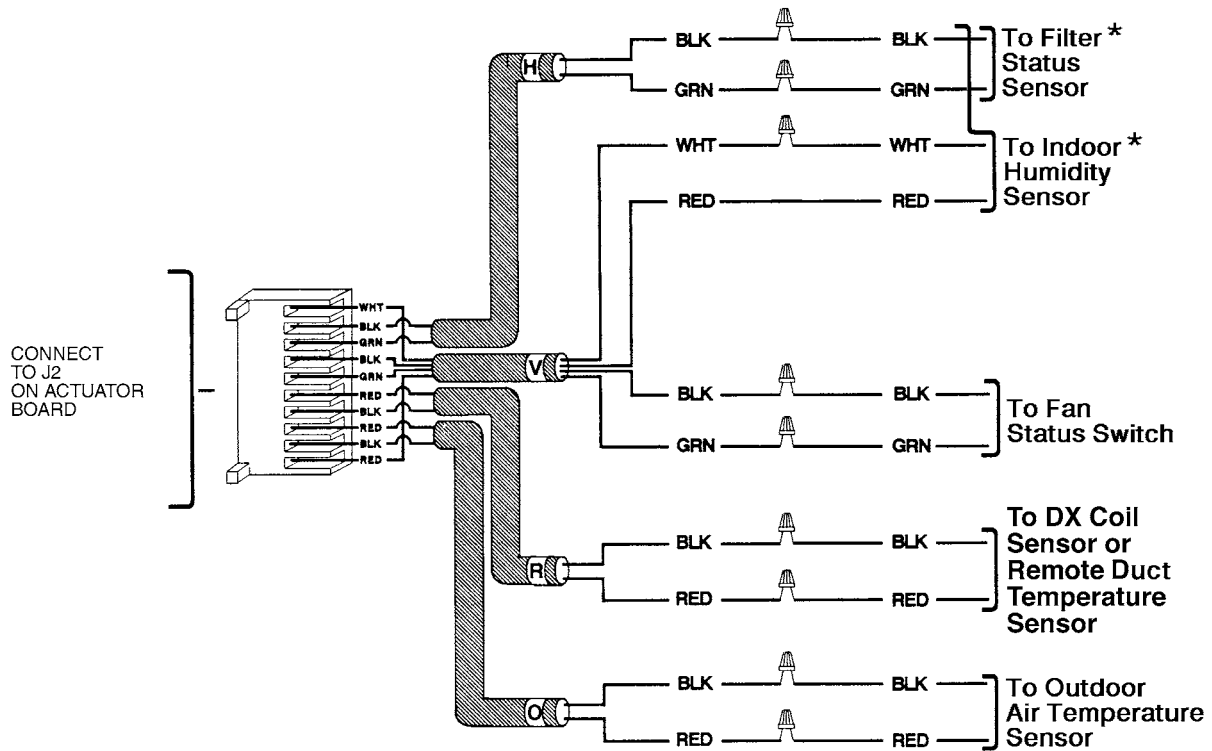 H
BLK
BLK
To Filter *
Status
Sensor
GRN
GRN
WHT
WHT
To Indoor *
Humidity
Sensor
RED
RED
CONNECT
TO J2
ON ACTUATOR
BOARD
WHT
BLK
GRN
BLK
GRN
RED
BLK
RED
BLK
RED
V
BLK
BLK
To Fan
Status Switch
GRN
GRN
R
BLK
BLK
To DX Coil
Sensor or
Remote Duct
Temperature
Sensor
RED
RED
O
BLK
BLK
To Outdoor
Air Temperature
Sensor
RED
RED